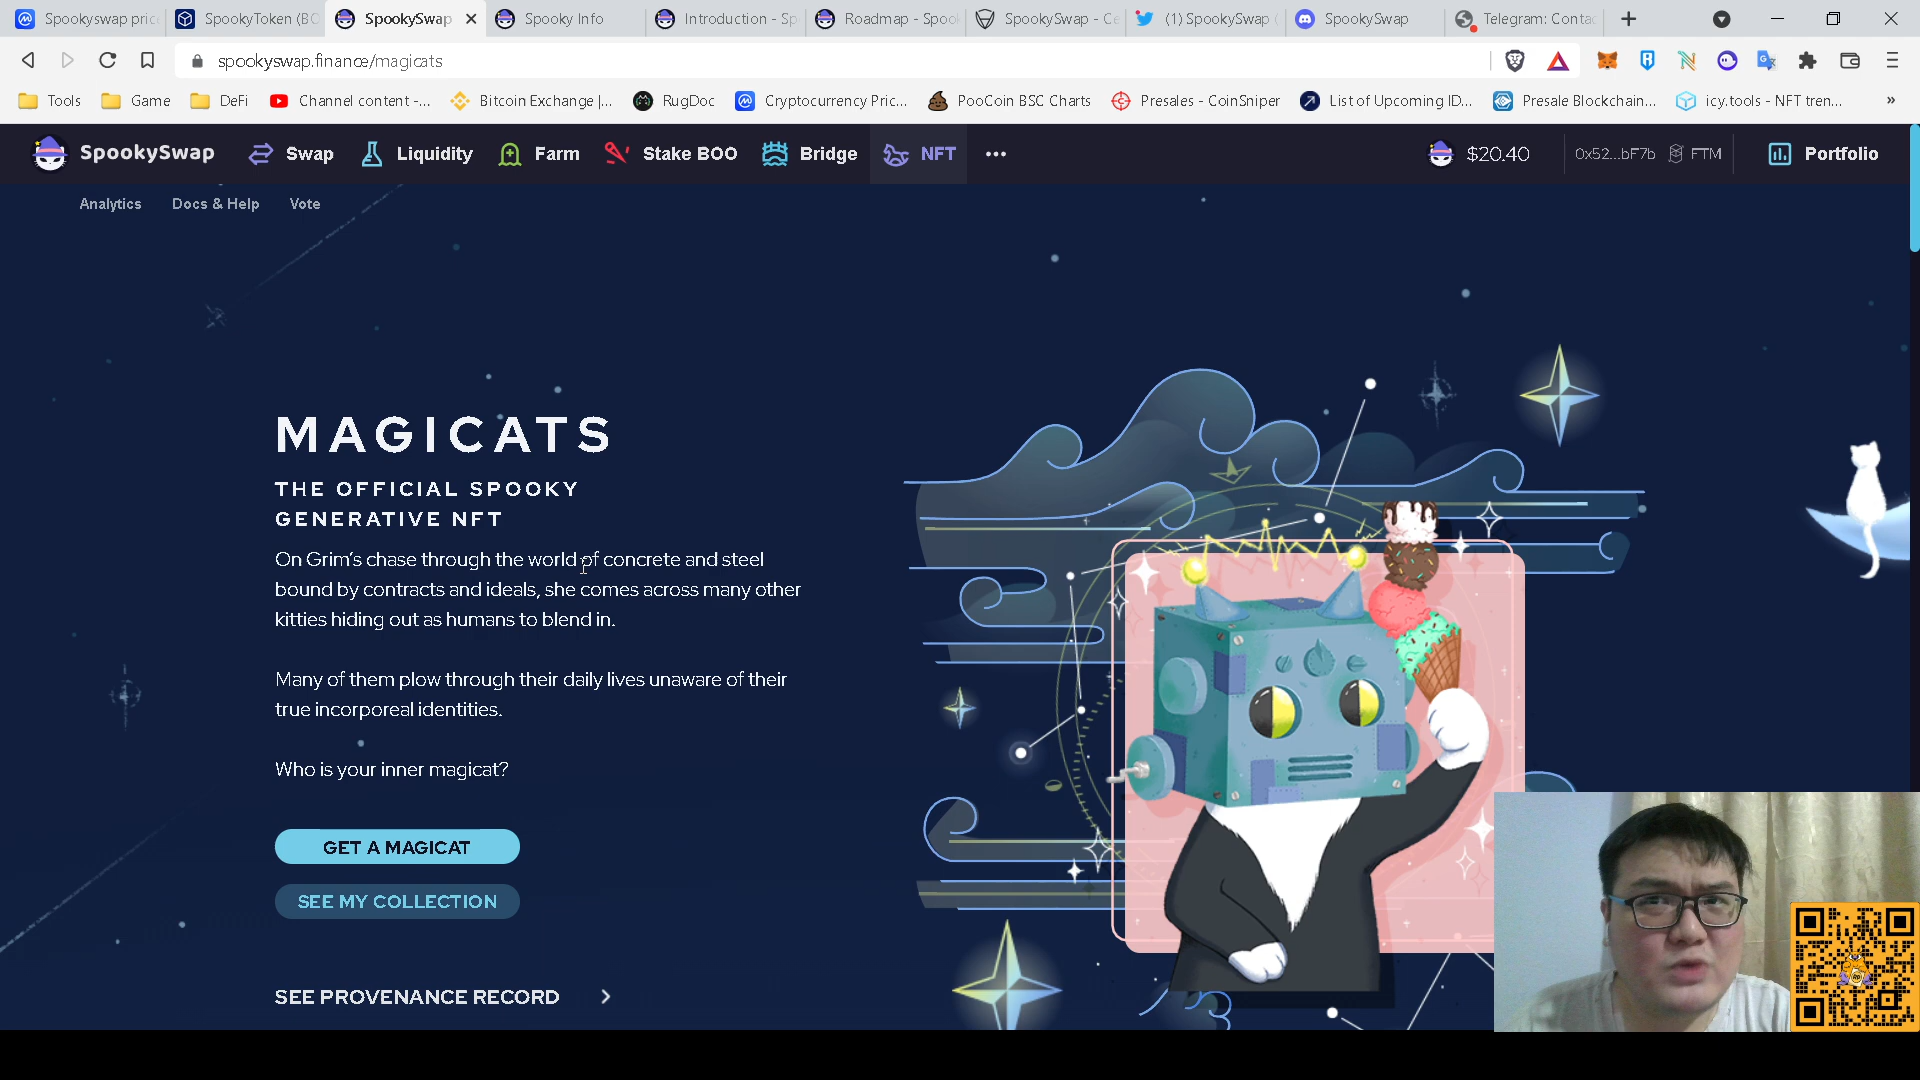 Spookyswap pric
SpookyToken (BO
SpookySwap
Spooky Info
Introduction - Sp
Roadmap - Spook
SpookySwap - Ce
(1) SpookySwap (
SpookySwap
Telegram: Contac
spookyswap.finance/magicats
Tools
Game
DeFi
Channel content -...
Bitcoin Exchange |...
RugDoc
Cryptocurrency Pric...
PooCoin BSC Charts
Presales - CoinSniper
List of Upcoming ID...
Presale Blockchain...
icy.tools - NFT tren...
»
SpookySwap
Swap
Liquidity
Farm
Stake BOO
Bridge
NFT
$20.40
0x52...bF7b
FTM
Portfolio
Analytics
Docs & Help
Vote
MAGICATS
THE OFFICIAL SPOOKY
GENERATIVE NFT
On Grim's chase through the world of concrete and steel
bound by contracts and ideals, she comes across many other
kitties hiding out as humans to blend in.
Many of them plow through their daily lives unaware of their
true incorporeal identities.
Who is your inner magicat?
GET A MAGICAT
SEE MY COLLECTION
SEE PROVENANCE RECORD